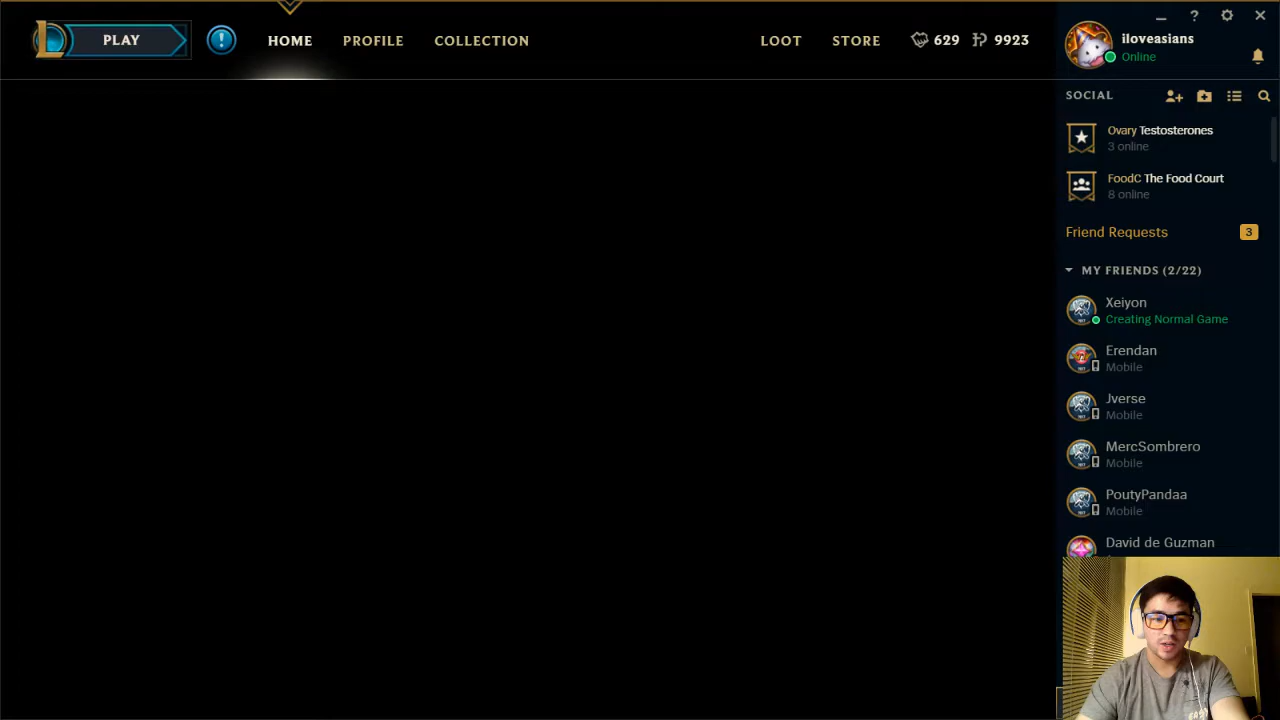 PLAY
HOME
PROFILE
COLLECTION
LOOT
STORE
629
9923
?
iloveasians
Online
SOCIAL
Ovary Testosterones
3 online
FoodC The Food Court
8 online
Friend Requests
3
MY FRIENDS (2/22)
Xeiyon
Creating Normal Game
Erendan
Mobile
Jverse
Mobile
MercSombrero
Mobile
PoutyPandaa
Mobile
David de Guzman